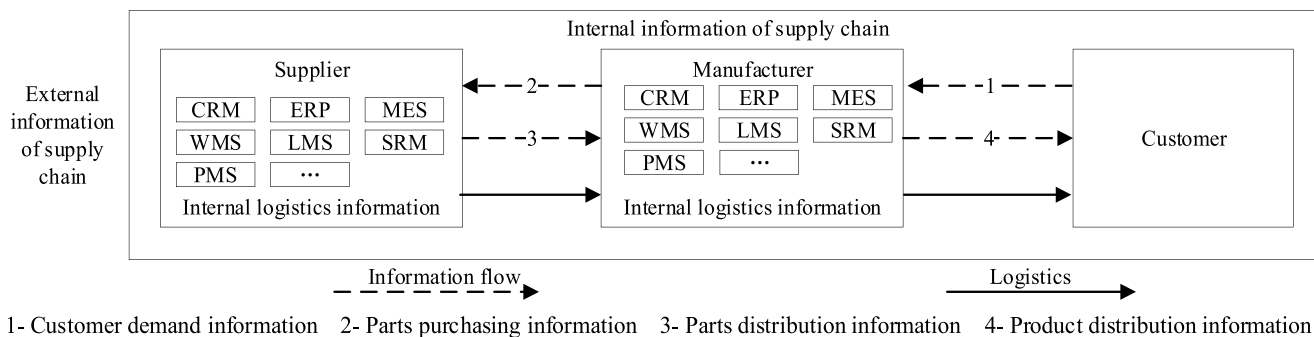 Internal information of supply chain
External
information
of supply
chain
Supplier
CRM ERP MES
WMS LMS SRM
PMS ...
Internal logistics information
2
3
Manufacturer
CRM ERP MES
WMS LMS SRM
PMS ...
Internal logistics information
1
4
Customer
Information flow
Logistics
1- Customer demand information 2- Parts purchasing information 3- Parts distribution information 4- Product distribution information